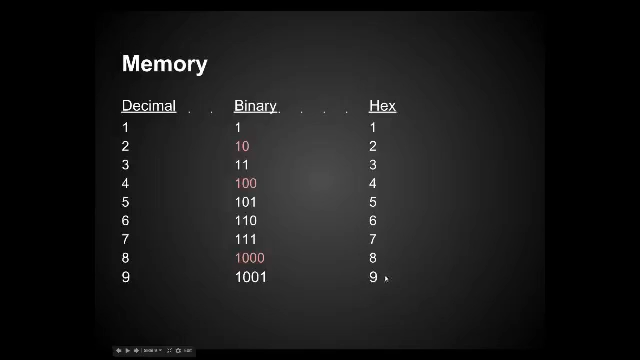 Memory
Decimal . . Binary . . . . Hex
1 1 1
2 10 2
3 11 3
4 100 4
5 101 5
6 110 6
7 111 7
8 1000 8
9 1001 9
Edit